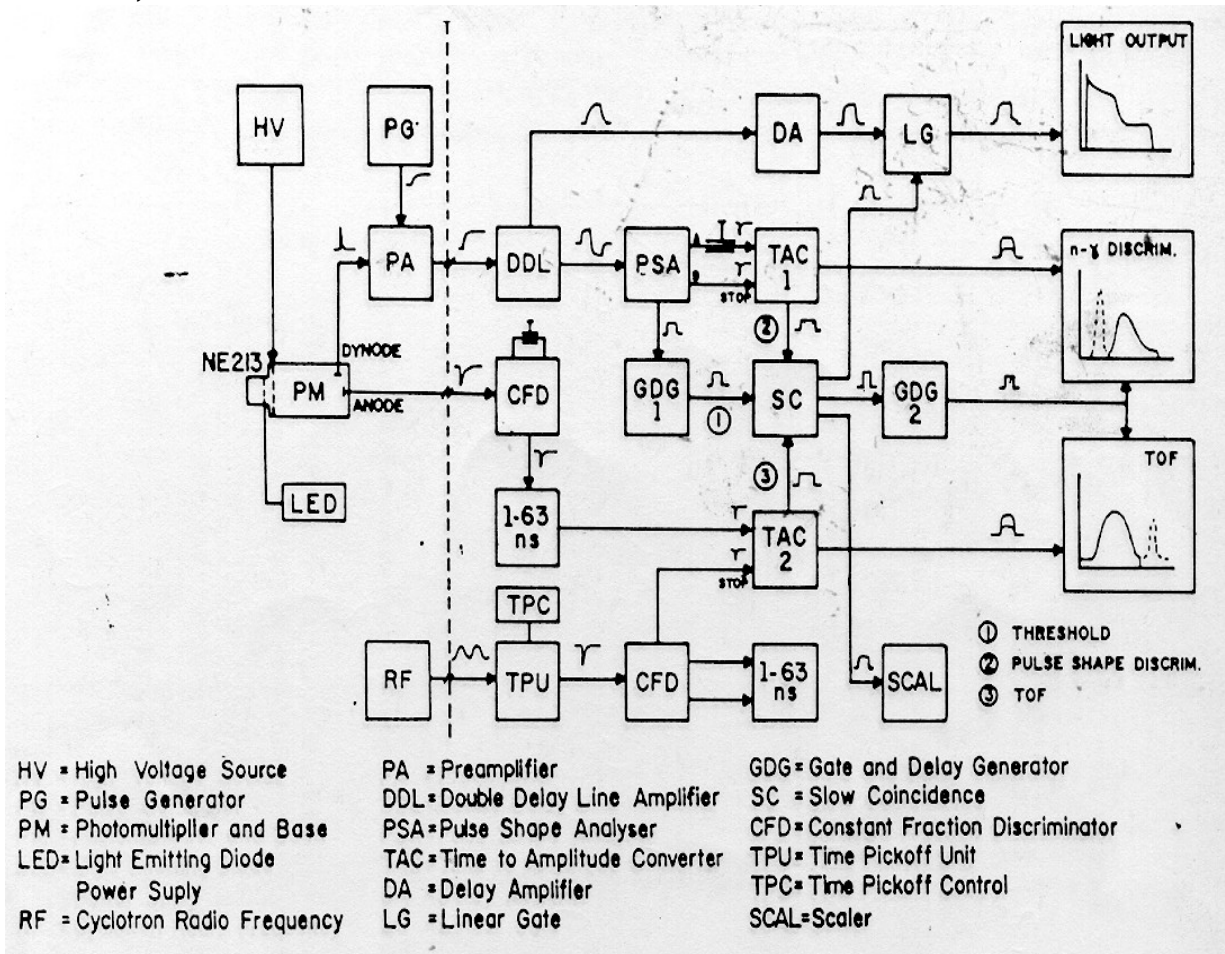 LIGHT OUTPUT
HV
PG
DA
LG
PA
DDL
PSA
A
B
STOP
TAC
1
n-γ DISCRIM.
NE213
DYNODE
PM
ANODE
CFD
②
GDG
1
①
SC
GDG
2
TOF
LED
1-63
ns
③
TAC
2
STOP
TPC
RF
TPU
CFD
1-63
ns
SCAL
① THRESHOLD
② PULSE SHAPE DISCRIM.
③ TOF
HV = High Voltage Source
PG = Pulse Generator
PM = Photomultiplier and Base
LED= Light Emitting Diode
Power Suply
RF = Cyclotron Radio Frequency
PA = Preamplifier
DDL= Double Delay Line Amplifier
PSA= Pulse Shape Analyser
TAC = Time to Amplitude Converter
DA = Delay Amplifier
LG = Linear Gate
GDG= Gate and Delay Generator
SC = Slow Coincidence
CFD= Constant Fraction Discriminator
TPU = Time Pickoff Unit
TPC= Time Pickoff Control
SCAL=Scaler